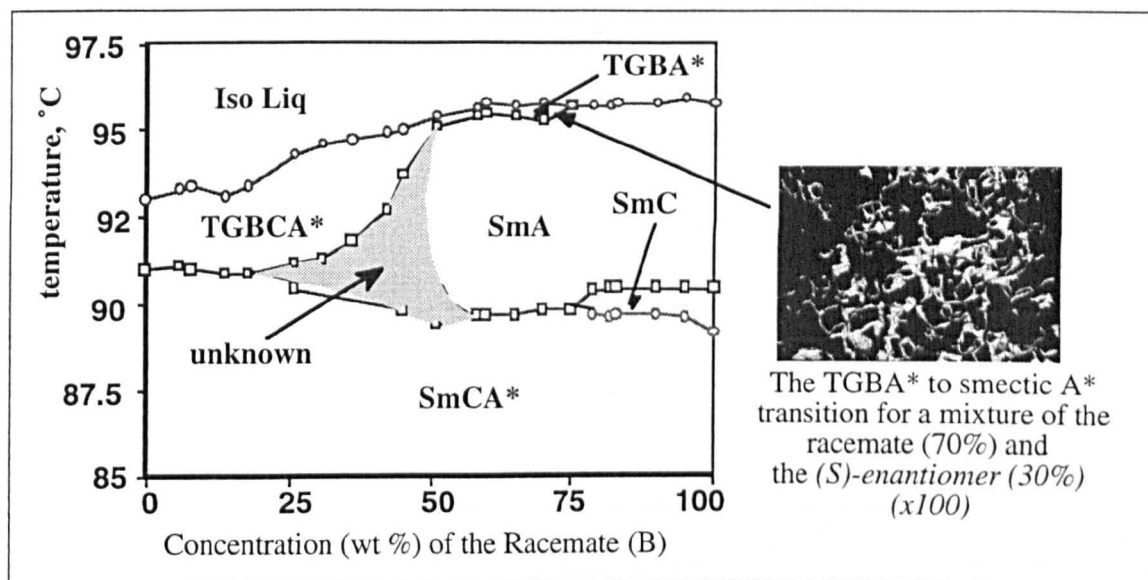 97.5
95
92
90
87.5
85
temperature, °C
Iso Liq
TGBA*
TGBCA*
SmA
SmC
unknown
SmCA*
0
25
50
75
100
Concentration (wt %) of the Racemate (B)
The TGBA* to smectic A*
transition for a mixture of the
racemate (70%) and
the (S)-enantiomer (30%)
(x100)